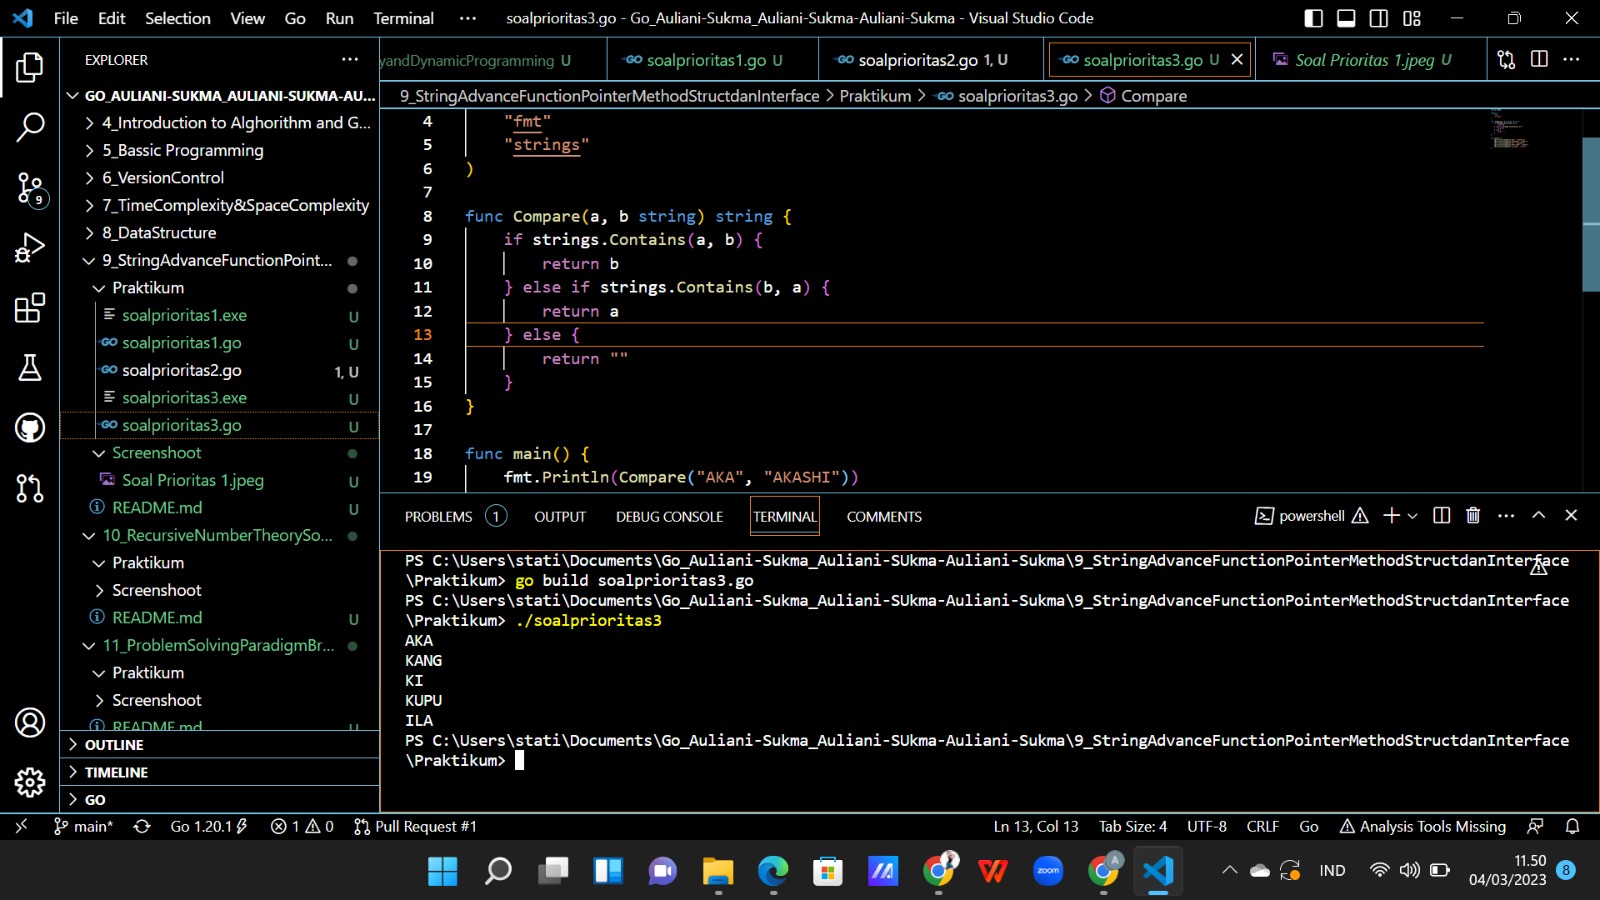 File Edit Selection View Go Run Terminal ··· soalprioritas3.go - Go_Auliani-Sukma_Auliani-Sukma-Auliani-Sukma - Visual Studio Code
EXPLORER ···
GO_AULIANI-SUKMA_AULIANI-SUKMA-AU...
4_Introduction to Alghorithm and G...
5_Bassic Programming
6_VersionControl
7_TimeComplexity&SpaceComplexity
8_DataStructure
9_StringAdvanceFunctionPoint...
Praktikum
soalprioritas1.exe U
soalprioritas1.go U
soalprioritas2.go 1, U
soalprioritas3.exe U
soalprioritas3.go U
Screenshoot
Soal Prioritas 1.jpeg U
README.md U
10_RecursiveNumberTheorySo...
Praktikum
Screenshoot
README.md U
11_ProblemSolvingParadigmBr...
Praktikum
Screenshoot
README.md U
OUTLINE
TIMELINE
GO
9
yandDynamicProgramming U
GO soalprioritas1.go U
GO soalprioritas2.go 1, U
GO soalprioritas3.go U
Soal Prioritas 1.jpeg U
9_StringAdvanceFunctionPointerMethodStructdanInterface > Praktikum > GO soalprioritas3.go > Compare
4 "fmt"
5 "strings"
6 )
7
8 func Compare(a, b string) string {
9 if strings.Contains(a, b) {
10 return b
11 } else if strings.Contains(b, a) {
12 return a
13 } else {
14 return ""
15 }
16 }
17
18 func main() {
19 fmt.Println(Compare("AKA", "AKASHI"))
PROBLEMS 1 OUTPUT DEBUG CONSOLE TERMINAL COMMENTS powershell
PS C:\Users\stati\Documents\Go_Auliani-Sukma_Auliani-SUkma-Auliani-Sukma\9_StringAdvanceFunctionPointerMethodStructdanInterface
\Praktikum> go build soalprioritas3.go
PS C:\Users\stati\Documents\Go_Auliani-Sukma_Auliani-SUkma-Auliani-Sukma\9_StringAdvanceFunctionPointerMethodStructdanInterface
\Praktikum> ./soalprioritas3
AKA
KANG
KI
KUPU
ILA
PS C:\Users\stati\Documents\Go_Auliani-Sukma_Auliani-SUkma-Auliani-Sukma\9_StringAdvanceFunctionPointerMethodStructdanInterface
\Praktikum>
main* Go 1.20.1 1 0 Pull Request #1 Ln 13, Col 13 Tab Size: 4 UTF-8 CRLF Go Analysis Tools Missing
zoom A IND 11.50
04/03/2023 8